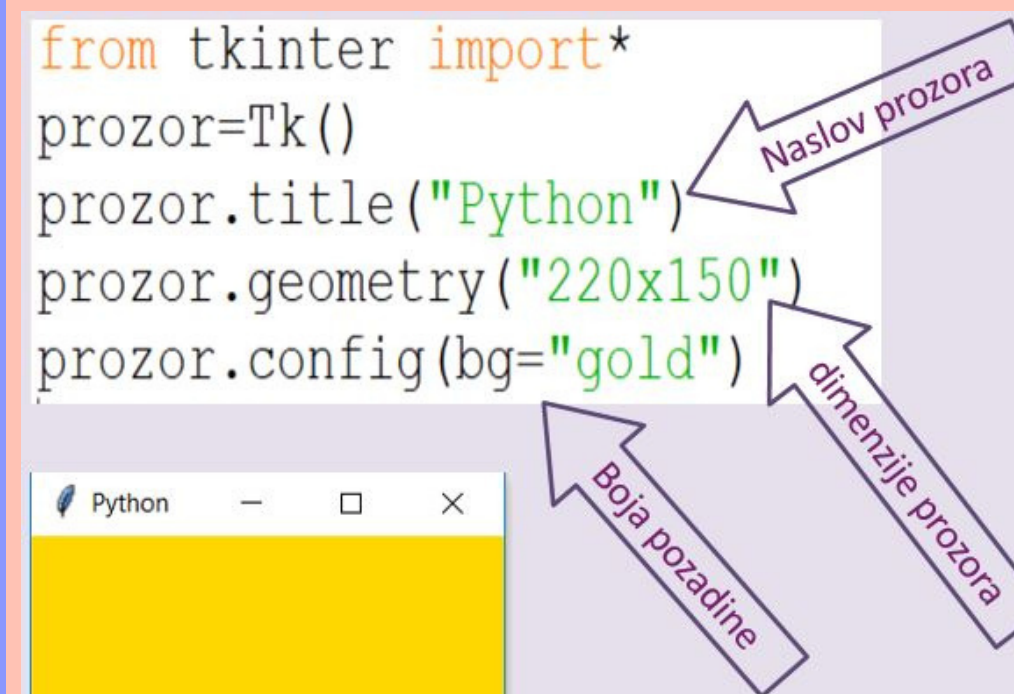 from tkinter import*
prozor=Tk()
prozor.title("Python")
prozor.geometry("220x150")
prozor.config(bg="gold")
Naslov prozora
dimenzije prozora
Boja pozadine
Python